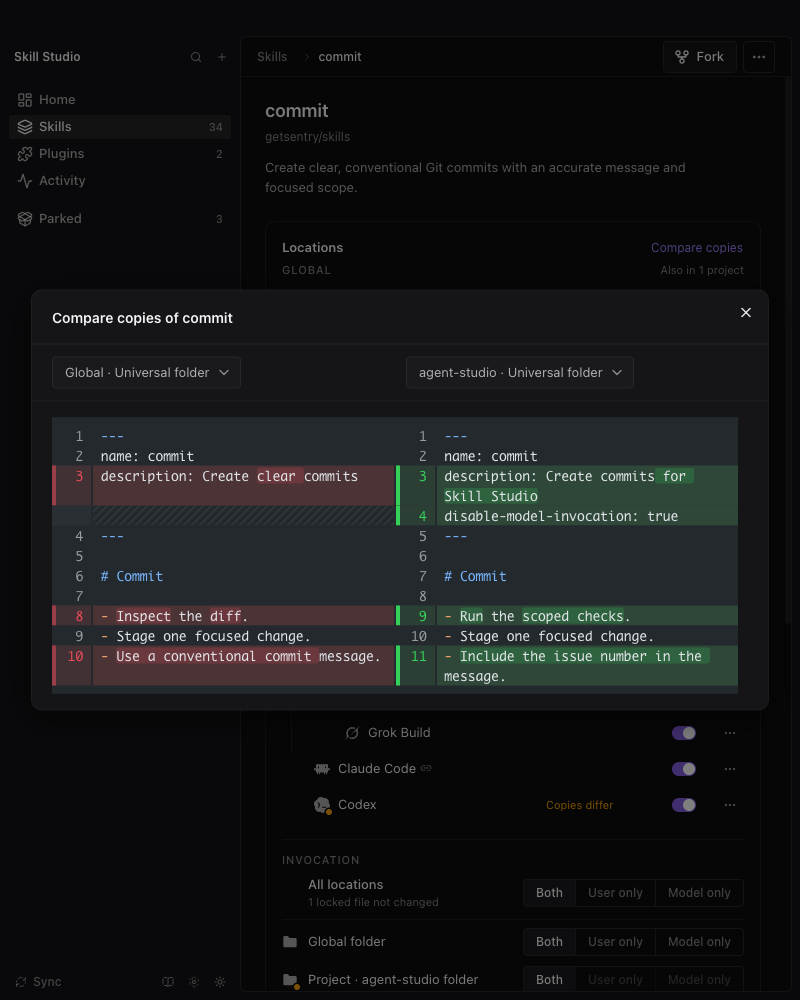 Skill Studio
Home
Skills 34
Plugins 2
Activity
Parked 3
Skills commit
Fork
commit
getsentry/skills
Create clear, conventional Git commits with an accurate message and
focused scope.
Locations Compare copies
GLOBAL Also in 1 project
Compare copies of commit
Global · Universal folder
agent-studio · Universal folder
1 ---
2 name: commit
3 description: Create clear commits
4 ---
5
6 # Commit
7
8 - Inspect the diff.
9 - Stage one focused change.
10 - Use a conventional commit message.
1 ---
2 name: commit
3 description: Create commits for
Skill Studio
4 disable-model-invocation: true
5 ---
6
7 # Commit
8
9 - Run the scoped checks.
10 - Stage one focused change.
11 - Include the issue number in the
message.
Grok Build
Claude Code
Codex Copies differ
INVOCATION
All locations
1 locked file not changed
Both User only Model only
Global folder Both User only Model only
Project · agent-studio folder Both User only Model only
Sync